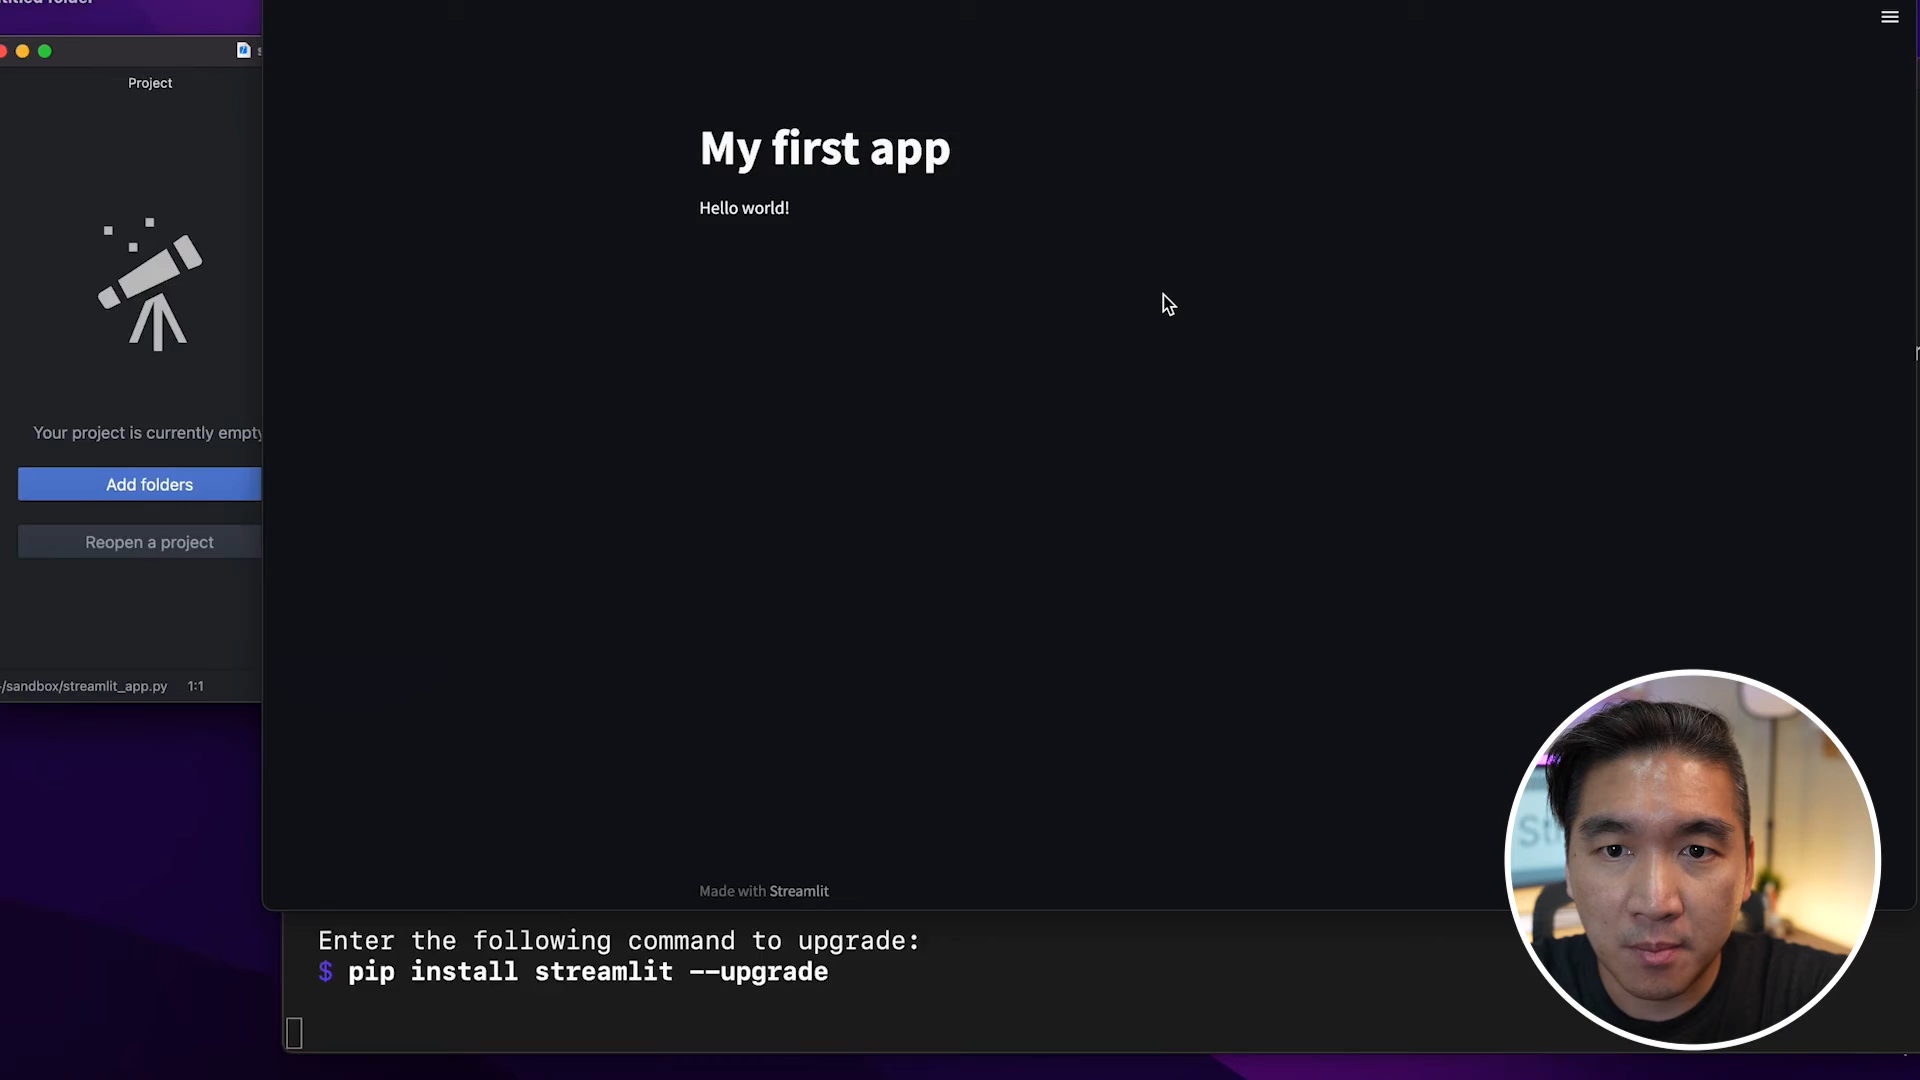 Project
My first app
Hello world!
Your project is currently empty
Add folders
Reopen a project
/sandbox/streamlit_app.py 1:1
Made with Streamlit
Enter the following command to upgrade:
$ pip install streamlit --upgrade